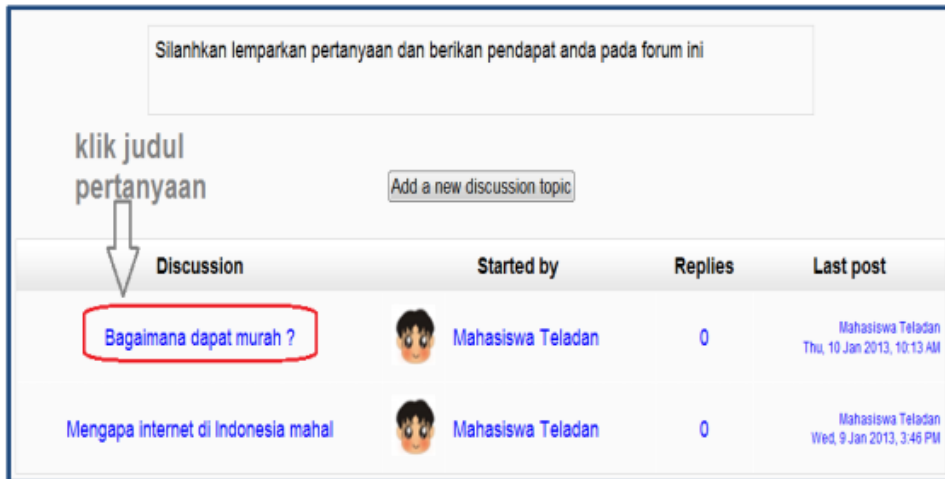 Silanhkan lemparkan pertanyaan dan berikan pendapat anda pada forum ini
klik judul
pertanyaan
Add a new discussion topic
Discussion Started by Replies Last post
Bagaimana dapat murah ? Mahasiswa Teladan 0 Mahasiswa Teladan
Thu, 10 Jan 2013, 10:13 AM
Mengapa internet di Indonesia mahal Mahasiswa Teladan 0 Mahasiswa Teladan
Wed, 9 Jan 2013, 3:46 PM